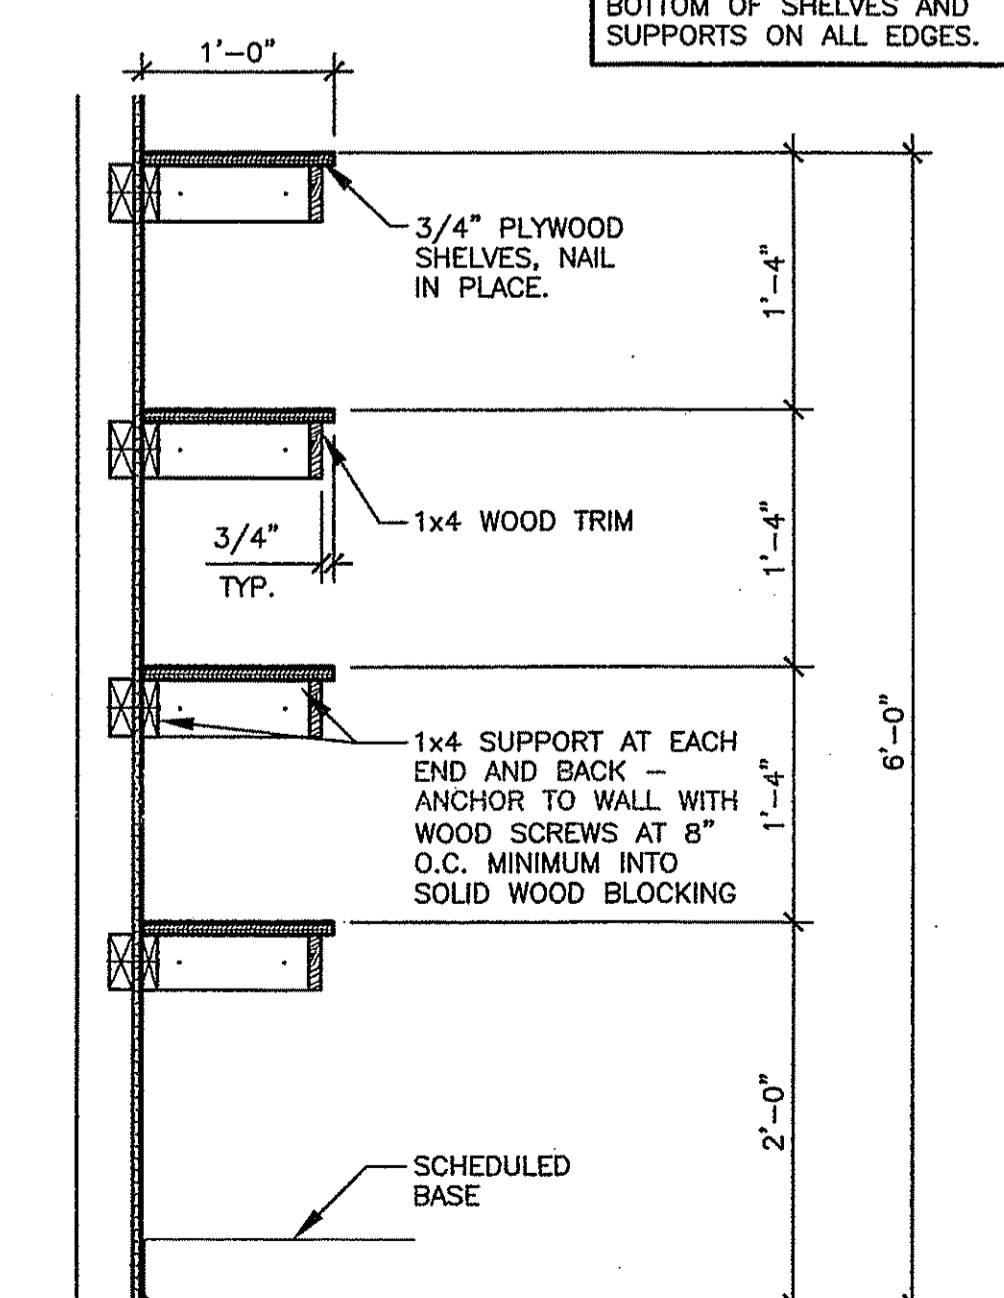 BOTTOM OF SHELVES AND
SUPPORTS ON ALL EDGES.
1'-0"
3/4" PLYWOOD
SHELVES, NAIL
IN PLACE.
1'-4"
1x4 WOOD TRIM
3/4"
TYP.
1'-4"
1x4 SUPPORT AT EACH
END AND BACK –
ANCHOR TO WALL WITH
WOOD SCREWS AT 8"
O.C. MINIMUM INTO
SOLID WOOD BLOCKING
1'-4"
6'-0"
2'-0"
SCHEDULED
BASE